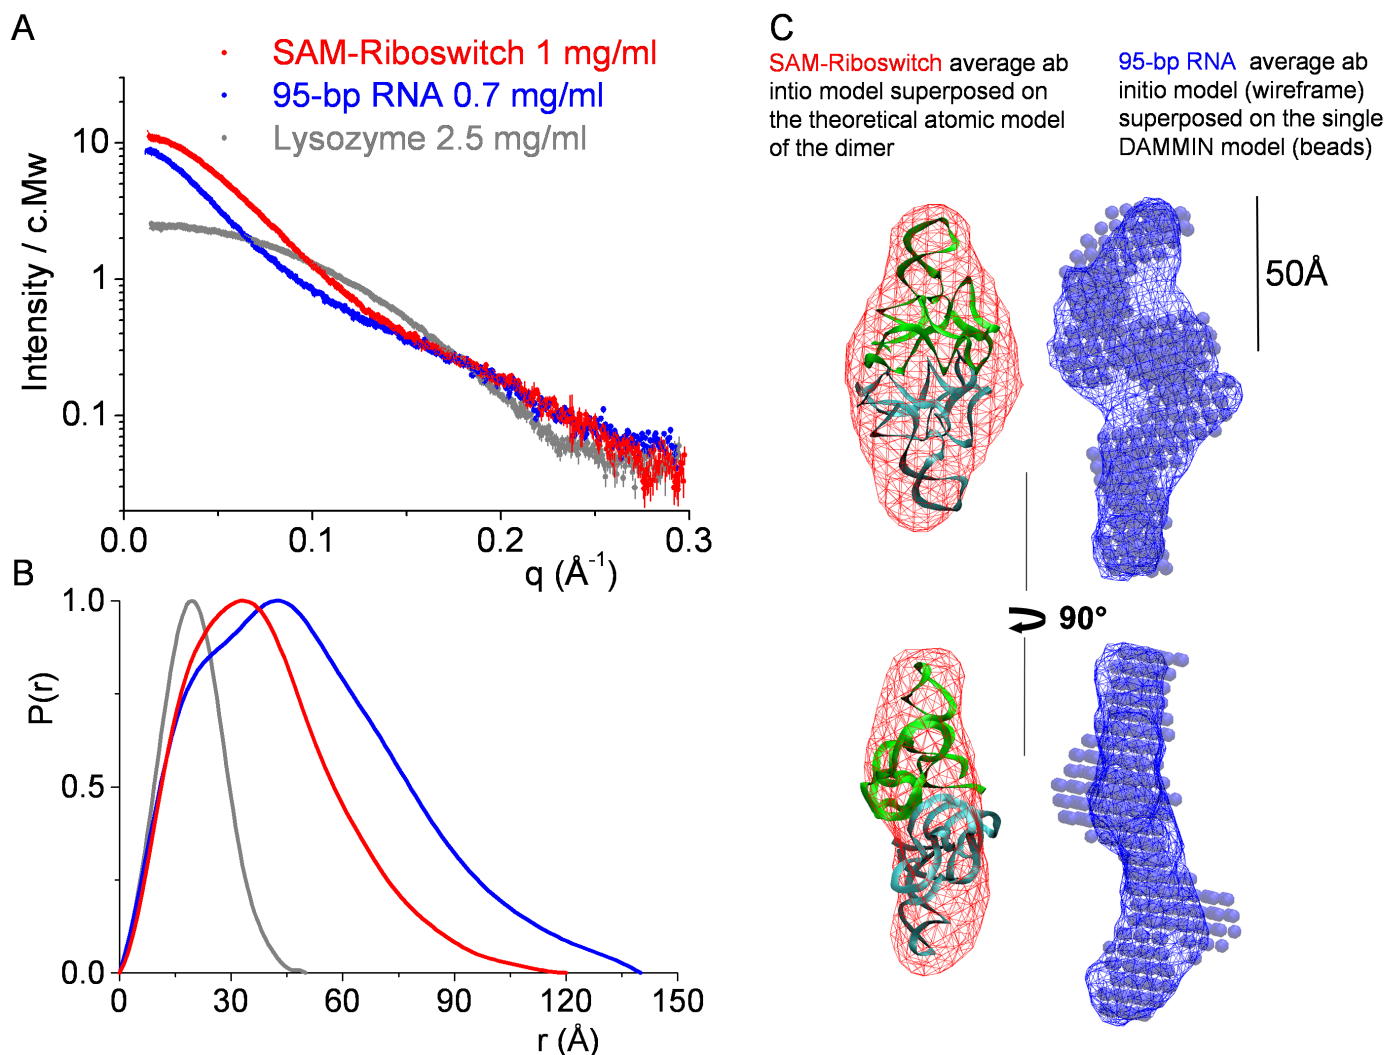 A
SAM-Riboswitch 1 mg/ml
95-bp RNA 0.7 mg/ml
Lysozyme 2.5 mg/ml
Intensity / c.Mw
10
1
0.1
0.0
0.1
0.2
0.3
q (Å⁻¹)
B
P(r)
1.0
0.5
0.0
0
30
60
90
120
150
r (Å)
C
SAM-Riboswitch average ab
intio model superposed on
the theoretical atomic model
of the dimer
95-bp RNA average ab
initio model (wireframe)
superposed on the single
DAMMIN model (beads)
50Å
90°